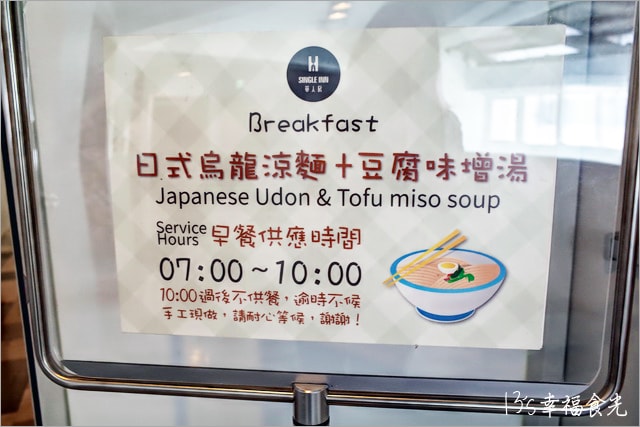 SINGLE INN
單人房
Breakfast
日式烏龍涼麵+豆腐味增湯
Japanese Udon & Tofu miso soup
Service Hours 早餐供應時間
07:00~10:00
10:00過後不供餐,逾時不候
手工現做,請耐心等候,謝謝!
13's幸福食光